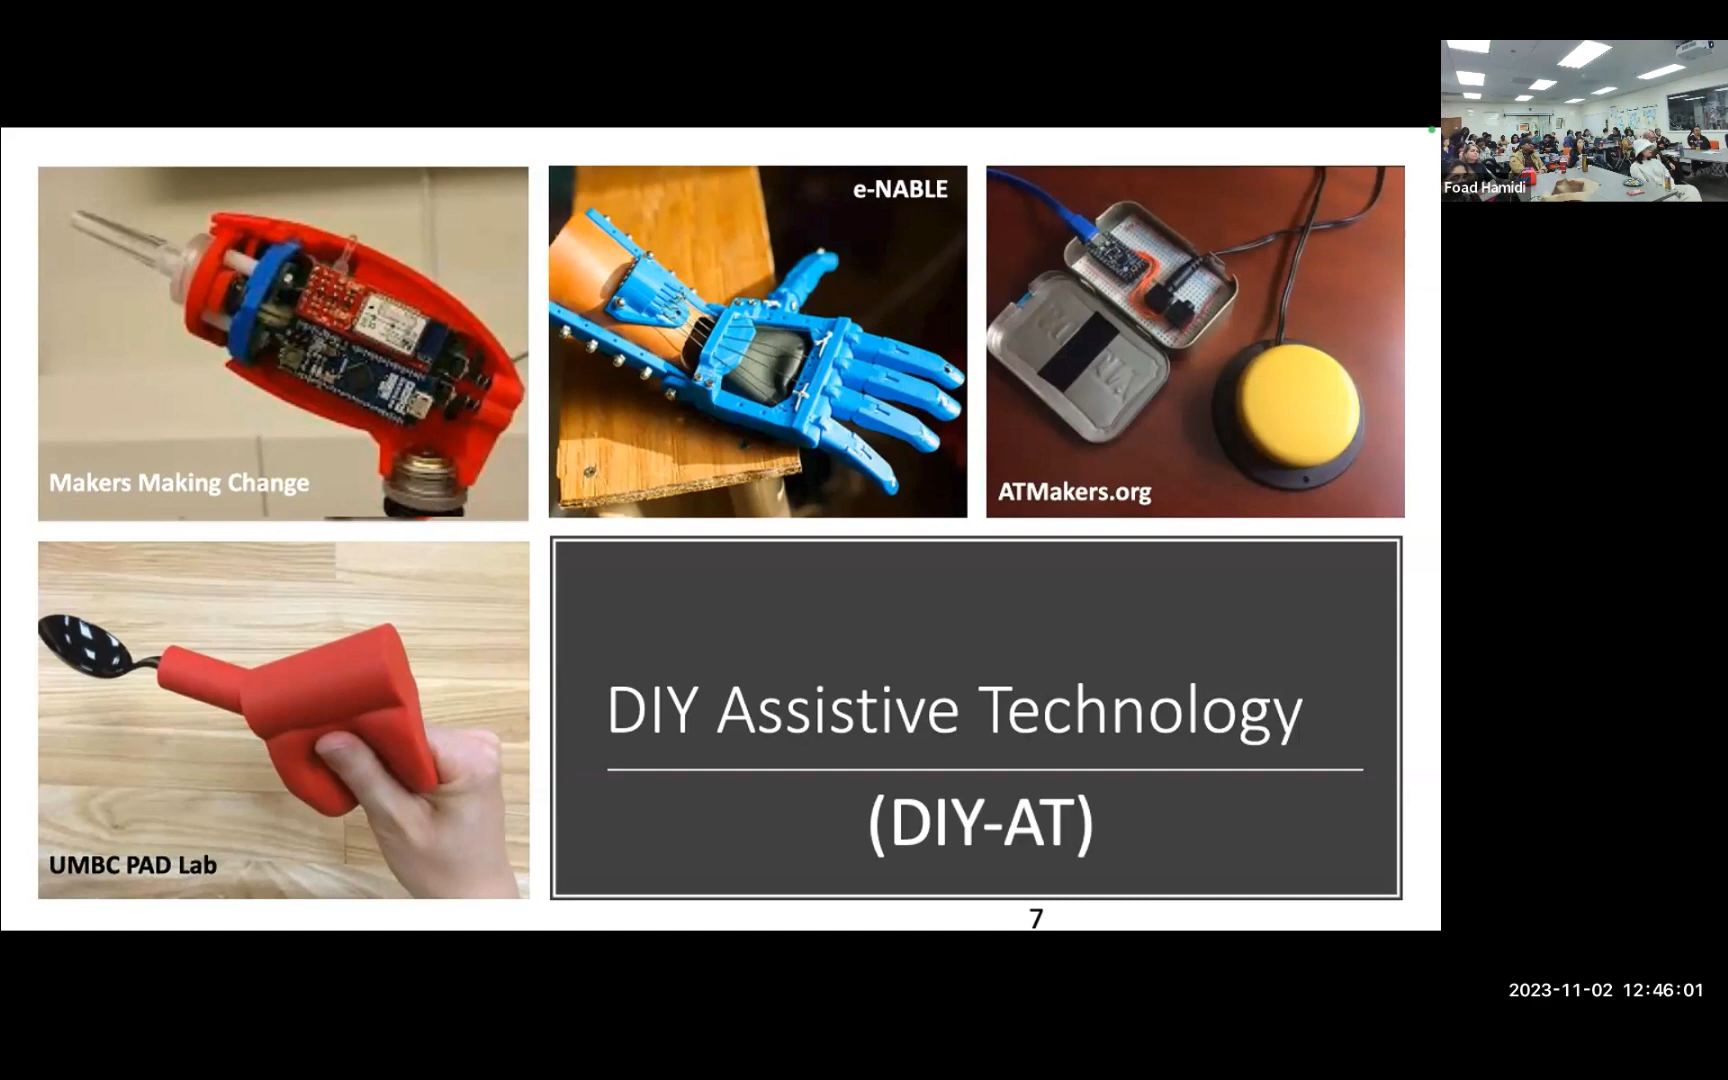 e-NABLE
Makers Making Change
ATMakers.org
UMBC PAD Lab
DIY Assistive Technology
(DIY-AT)
7
Foad Hamidi
2023-11-02 12:46:01